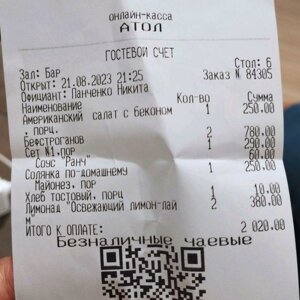 онлайн-касса
АТОЛ
ГОСТЕВОЙ СЧЕТ
Зал: Бар Стол: 6
Открыт: 21.08.2023 21:25 Заказ N 84305
Официант: Панченко Никита
Наименование Кол-во Сумма
Американский салат с Беконом 1 250.00
, порц.
Бефстроганов 2 780.00
Сет №1,пор 1 290.00
Соус "Ранч" 60.00
Солянка по-домашнему 1 250.00
Майонез, пор
Хлеб тостовый, порц 1 10.00
Лимонад "Освежающий лимон-лай 2 380.00
м"
ИТОГО К ОПЛАТЕ: 2 020.00
Безналичные чаевые